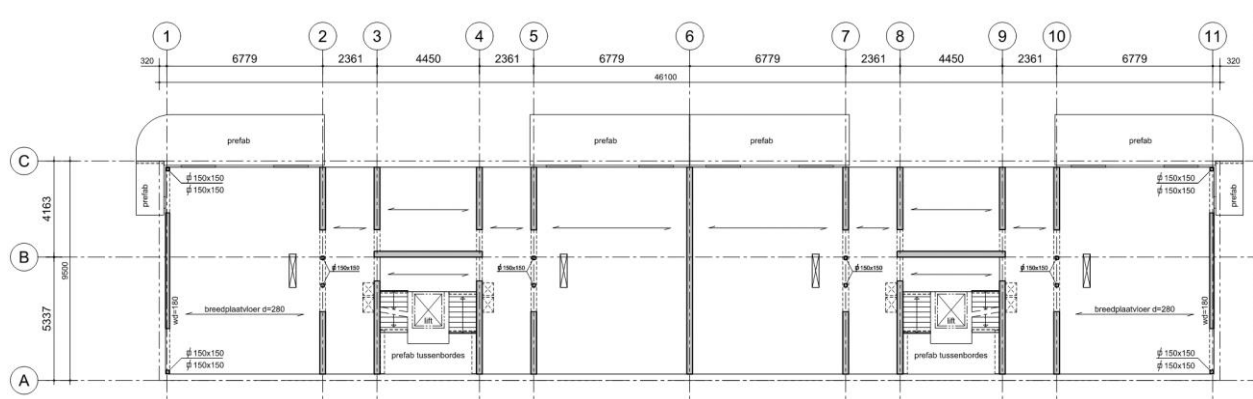 1 2 3 4 5 6 7 8 9 10 11
320 6779 2361 4450 2361 6779 6779 2361 4450 2361 6779 320
46100
prefab prefab prefab prefab
C
prefab prefab
⌀150x150 ⌀150x150
⌀150x150 ⌀150x150
4163
B
9500
⌀150x150 ⌀150x150 ⌀150x150 ⌀150x150
5337
wd=180 breedplaatvloer d=280 lift lift breedplaatvloer d=280 wd=180
prefab tussenbordes prefab tussenbordes
⌀150x150 ⌀150x150
⌀150x150 ⌀150x150
A